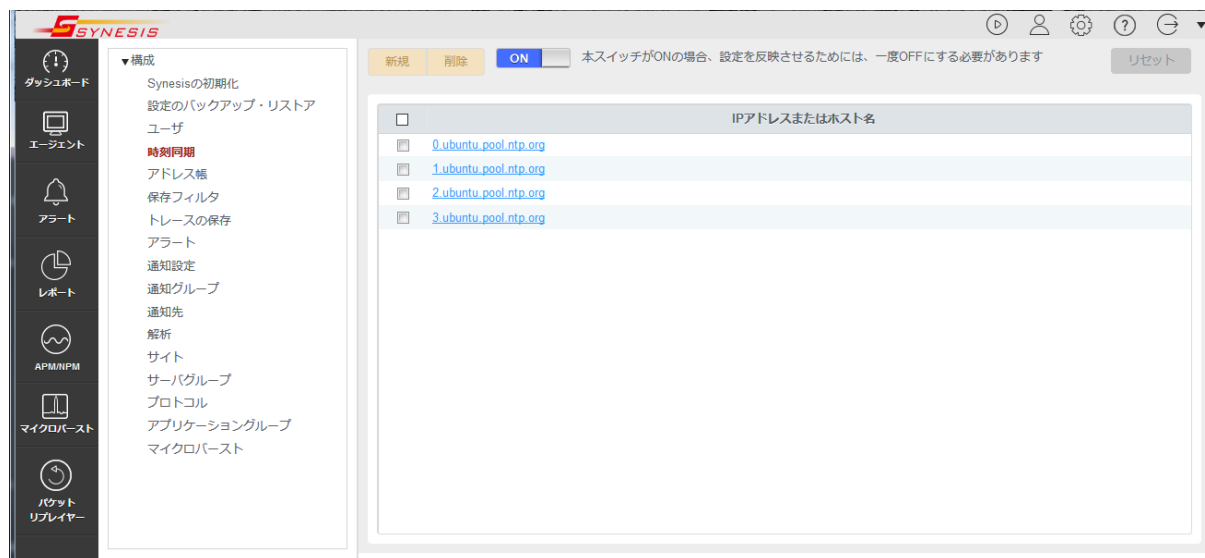 SYNESIS
ダッシュボード
エージェント
アラート
レポート
APM/NPM
マイクロバースト
パケット
リプレイヤー
▼構成
Synesisの初期化
設定のバックアップ・リストア
ユーザ
時刻同期
アドレス帳
保存フィルタ
トレースの保存
アラート
通知設定
通知グループ
通知先
解析
サイト
サーバグループ
プロトコル
アプリケーショングループ
マイクロバースト
新規 削除 ON 本スイッチがONの場合、設定を反映させるためには、一度OFFにする必要があります リセット
IPアドレスまたはホスト名
0.ubuntu.pool.ntp.org
1.ubuntu.pool.ntp.org
2.ubuntu.pool.ntp.org
3.ubuntu.pool.ntp.org